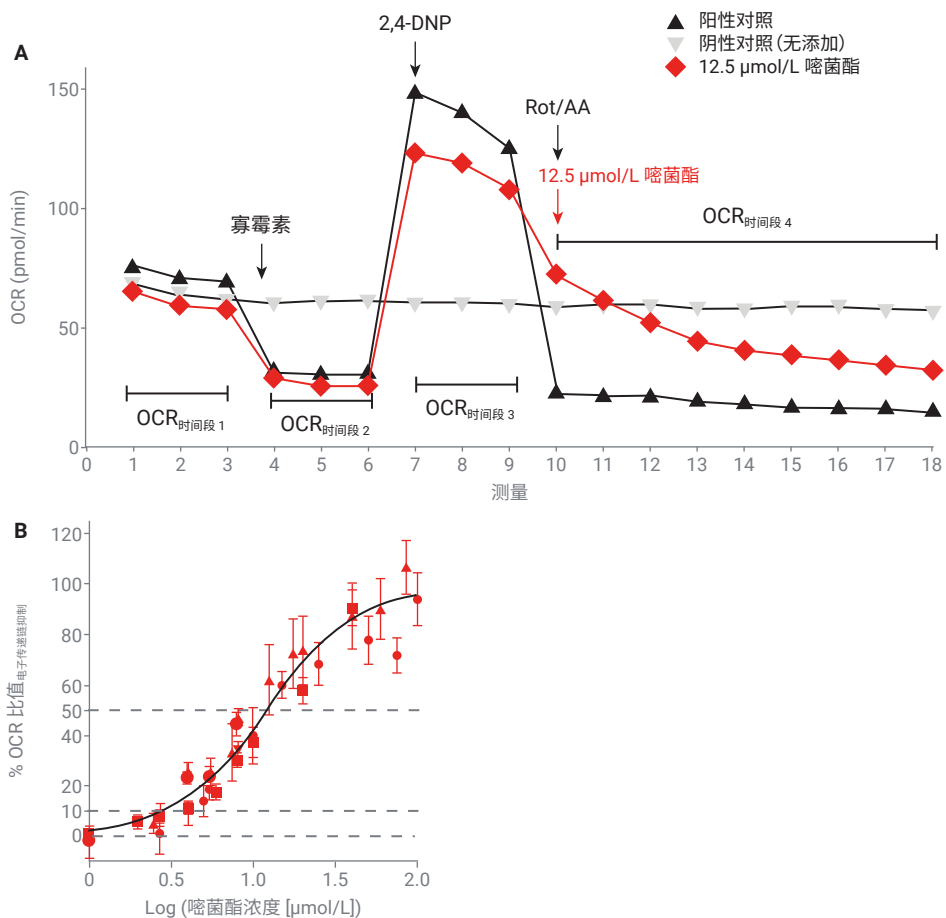 A
2,4-DNP
阳性对照
阴性对照(无添加)
12.5 μmol/L 嘧菌酯
Rot/AA
12.5 μmol/L 嘧菌酯
寡霉素
OCR时间段 4
OCR时间段 1
OCR时间段 2
OCR时间段 3
OCR (pmol/min)
150
100
50
0
0 1 2 3 4 5 6 7 8 9 10 11 12 13 14 15 16 17 18
测量
B
% OCR 比值电子传递链抑制
120
100
80
60
50
40
20
10
0
0 0.5 1.0 1.5 2.0
Log (嘧菌酯浓度 [μmol/L])